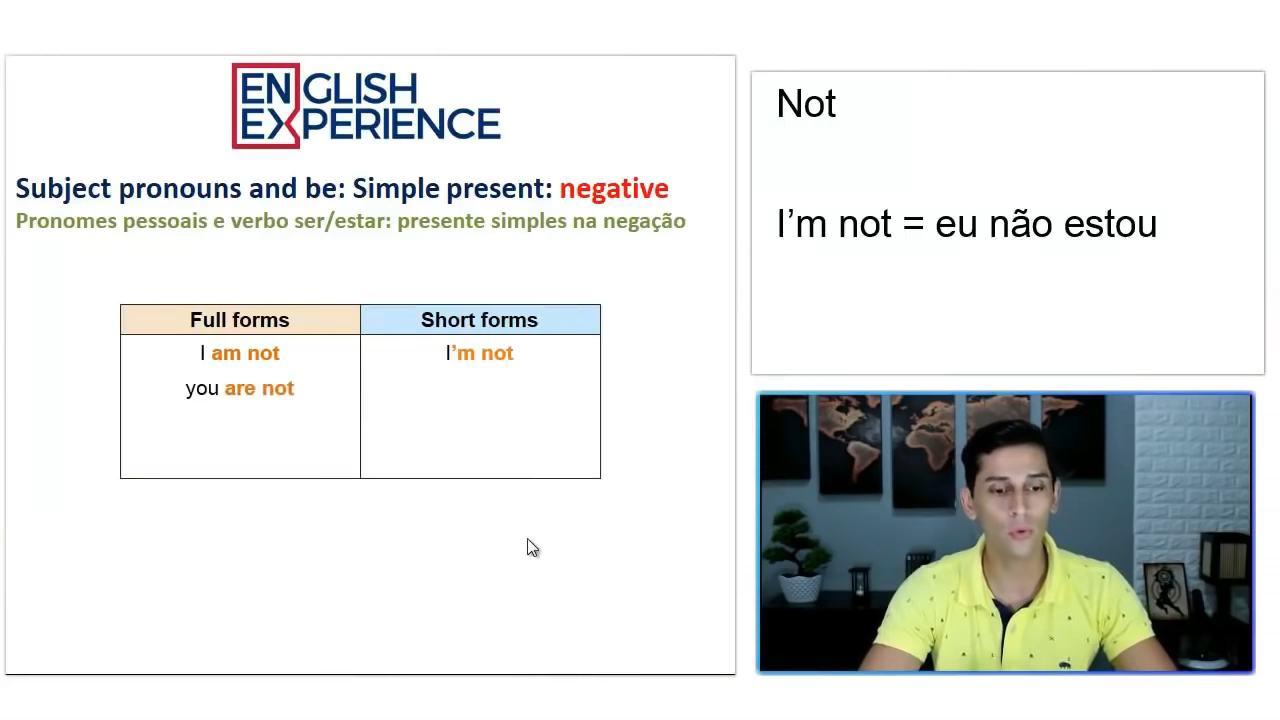 ENGLISH
EXPERIENCE
Subject pronouns and be: Simple present: negative
Pronomes pessoais e verbo ser/estar: presente simples na negação
Full forms
Short forms
I am not
I’m not
you are not
Not
I’m not = eu não estou